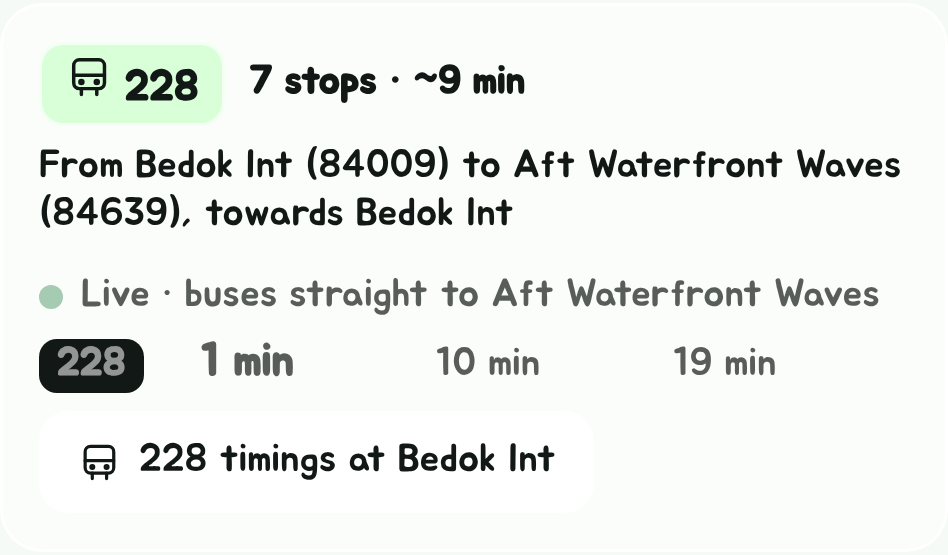 228 7 stops · ~9 min
From Bedok Int (84009) to Aft Waterfront Waves
(84639), towards Bedok Int
Live · buses straight to Aft Waterfront Waves
228 1 min 10 min 19 min
228 timings at Bedok Int